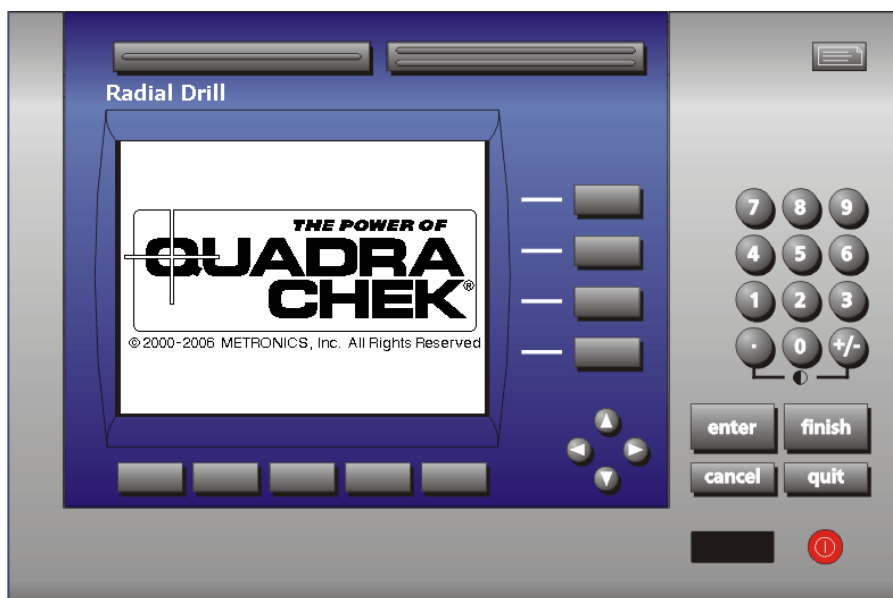 Radial Drill
THE POWER OF
QUADRA
CHEK®
©2000-2006 METRONICS, Inc. All Rights Reserved
7 8 9
4 5 6
1 2 3
. 0 +/-
enter finish
cancel quit